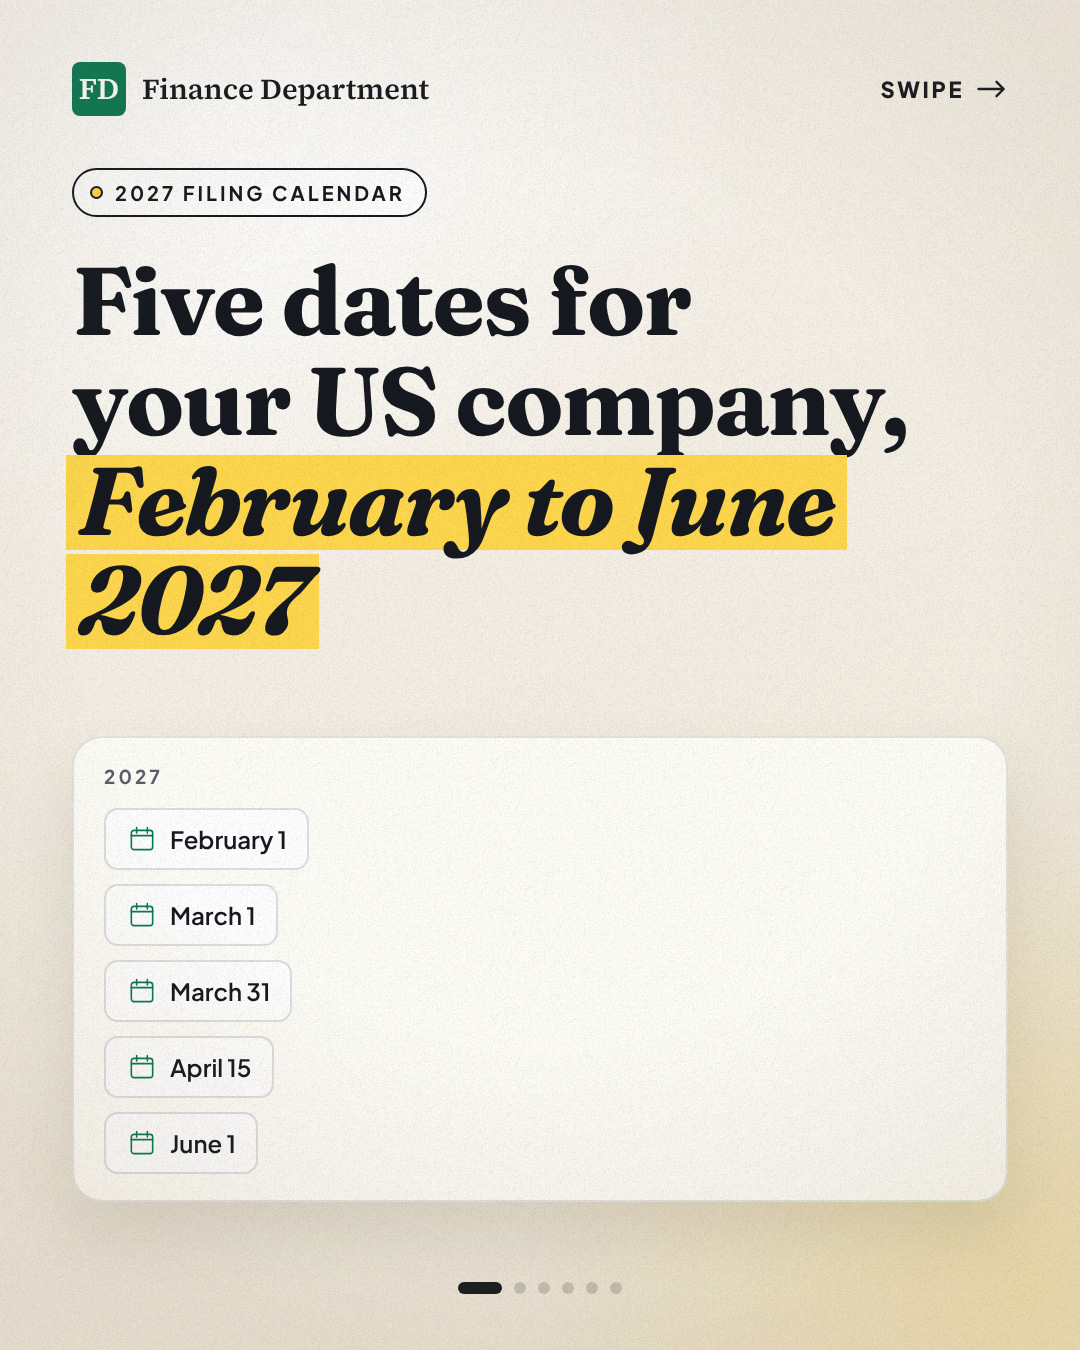 FD Finance Department
SWIPE →
2027 FILING CALENDAR
Five dates for
your US company,
February to June
2027
2027
February 1
March 1
March 31
April 15
June 1